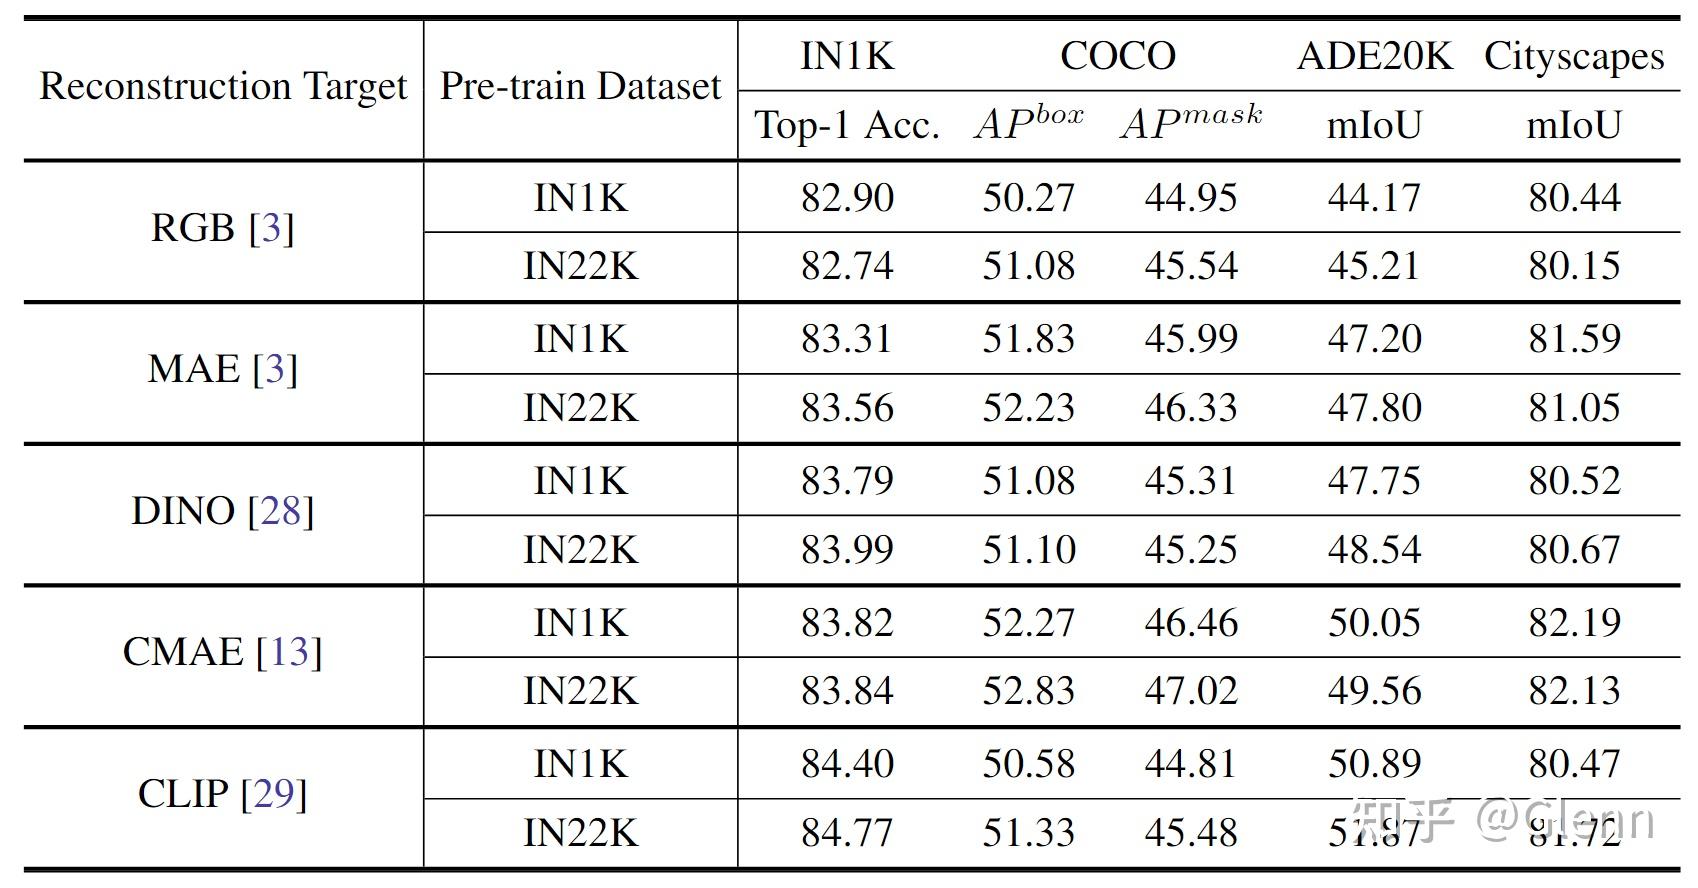 Reconstruction Target Pre-train Dataset IN1K COCO ADE20K Cityscapes
Top-1 Acc. AP^box AP^mask mIoU mIoU
RGB [3] IN1K 82.90 50.27 44.95 44.17 80.44
IN22K 82.74 51.08 45.54 45.21 80.15
MAE [3] IN1K 83.31 51.83 45.99 47.20 81.59
IN22K 83.56 52.23 46.33 47.80 81.05
DINO [28] IN1K 83.79 51.08 45.31 47.75 80.52
IN22K 83.99 51.10 45.25 48.54 80.67
CMAE [13] IN1K 83.82 52.27 46.46 50.05 82.19
IN22K 83.84 52.83 47.02 49.56 82.13
CLIP [29] IN1K 84.40 50.58 44.81 50.89 80.47
IN22K 84.77 51.33 45.48 51.87 81.72
知乎 @Glenn